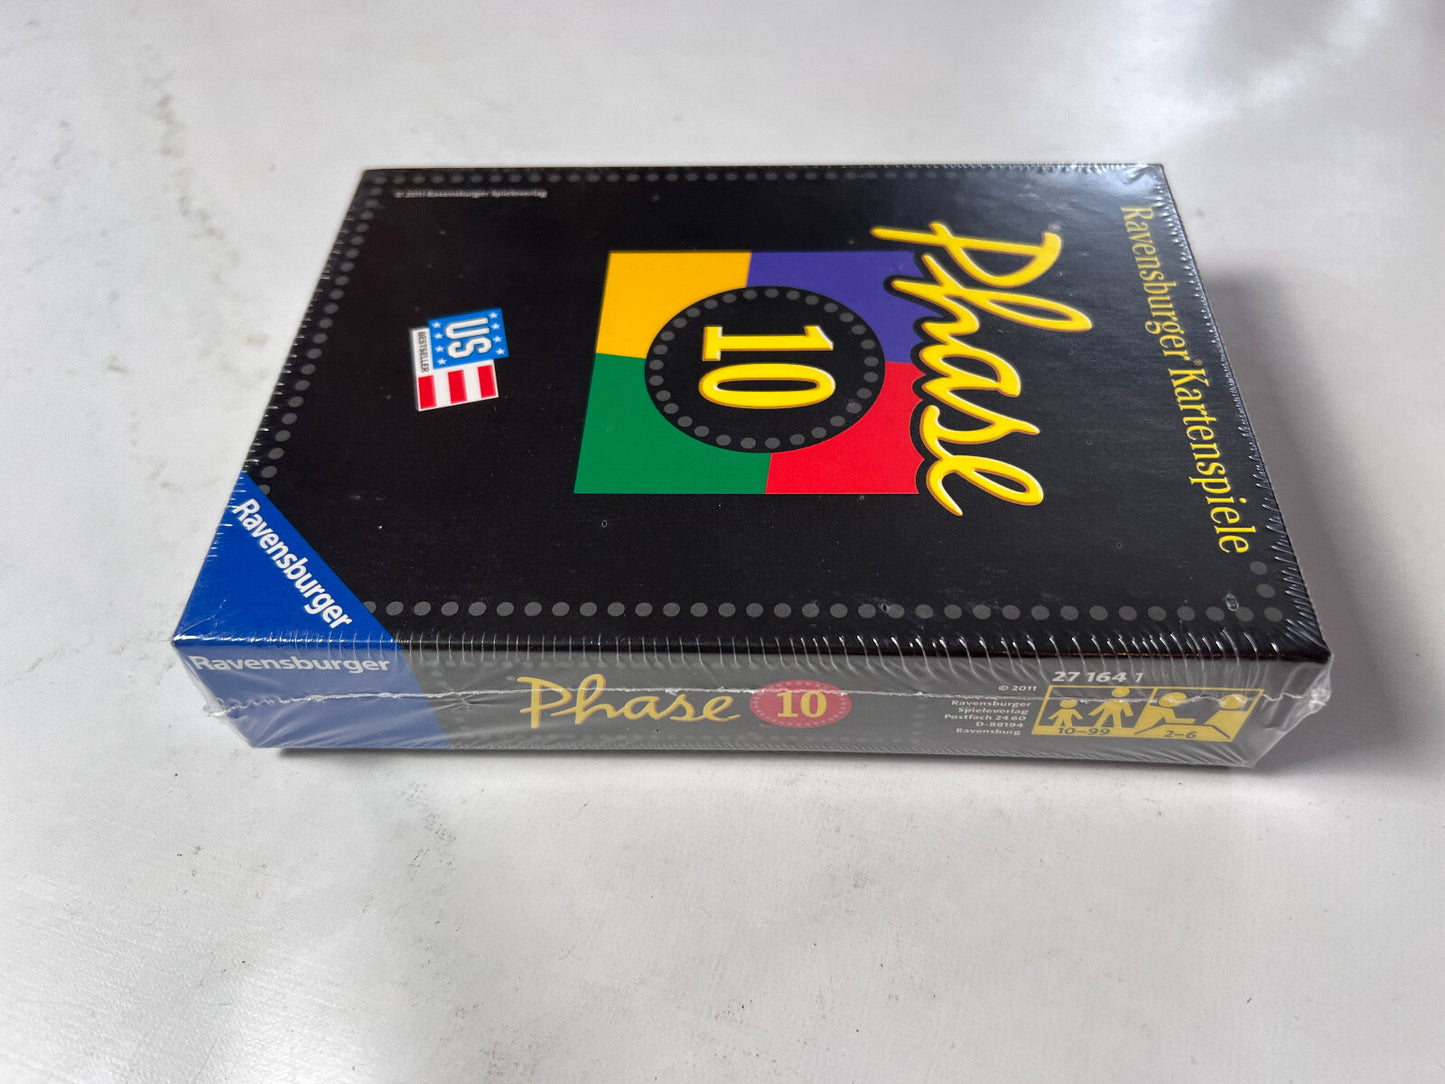 Ravensburger® Kartenspiele
Phase®
10
US
BESTSELLER
© 2011 Ravensburger Spieleverlag
Ravensburger
Ravensburger
Phase®
10
© 2011
Ravensburger
Spieleverlag
Postfach 24 60
D-88194
Ravensburg
27 164 1
10–99
2–6